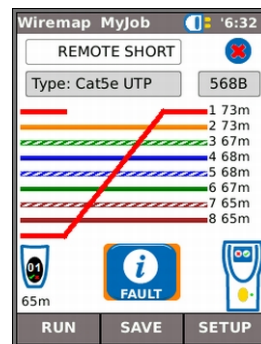 Wiremap MyJob '6:32
REMOTE SHORT
Type: Cat5e UTP 568B
1 73m
2 73m
3 67m
4 68m
5 68m
6 67m
7 65m
8 65m
01
i
65m
FAULT
RUN SAVE SETUP